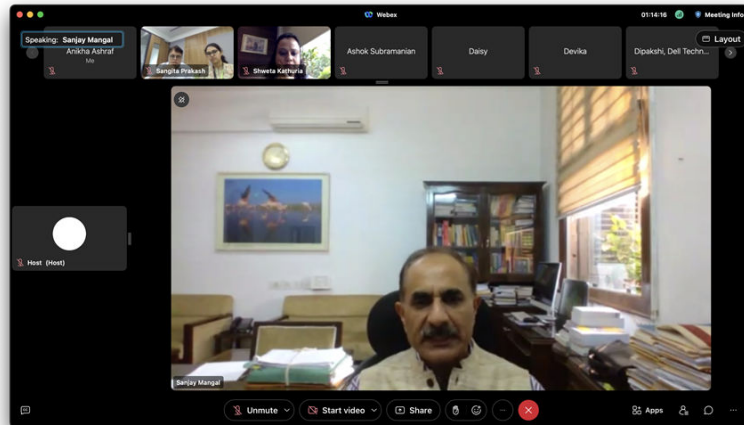 Webex
01:14:16
Meeting Info
Speaking: Sanjay Mangal
Layout
Anikha Ashraf
Me
Sangita Prakash
Shweta Kathuria
Ashok Subramanian
Daisy
Devika
Dipakshi, Dell Techn...
Host (Host)
Sanjay Mangal
Unmute
Start video
Share
Apps